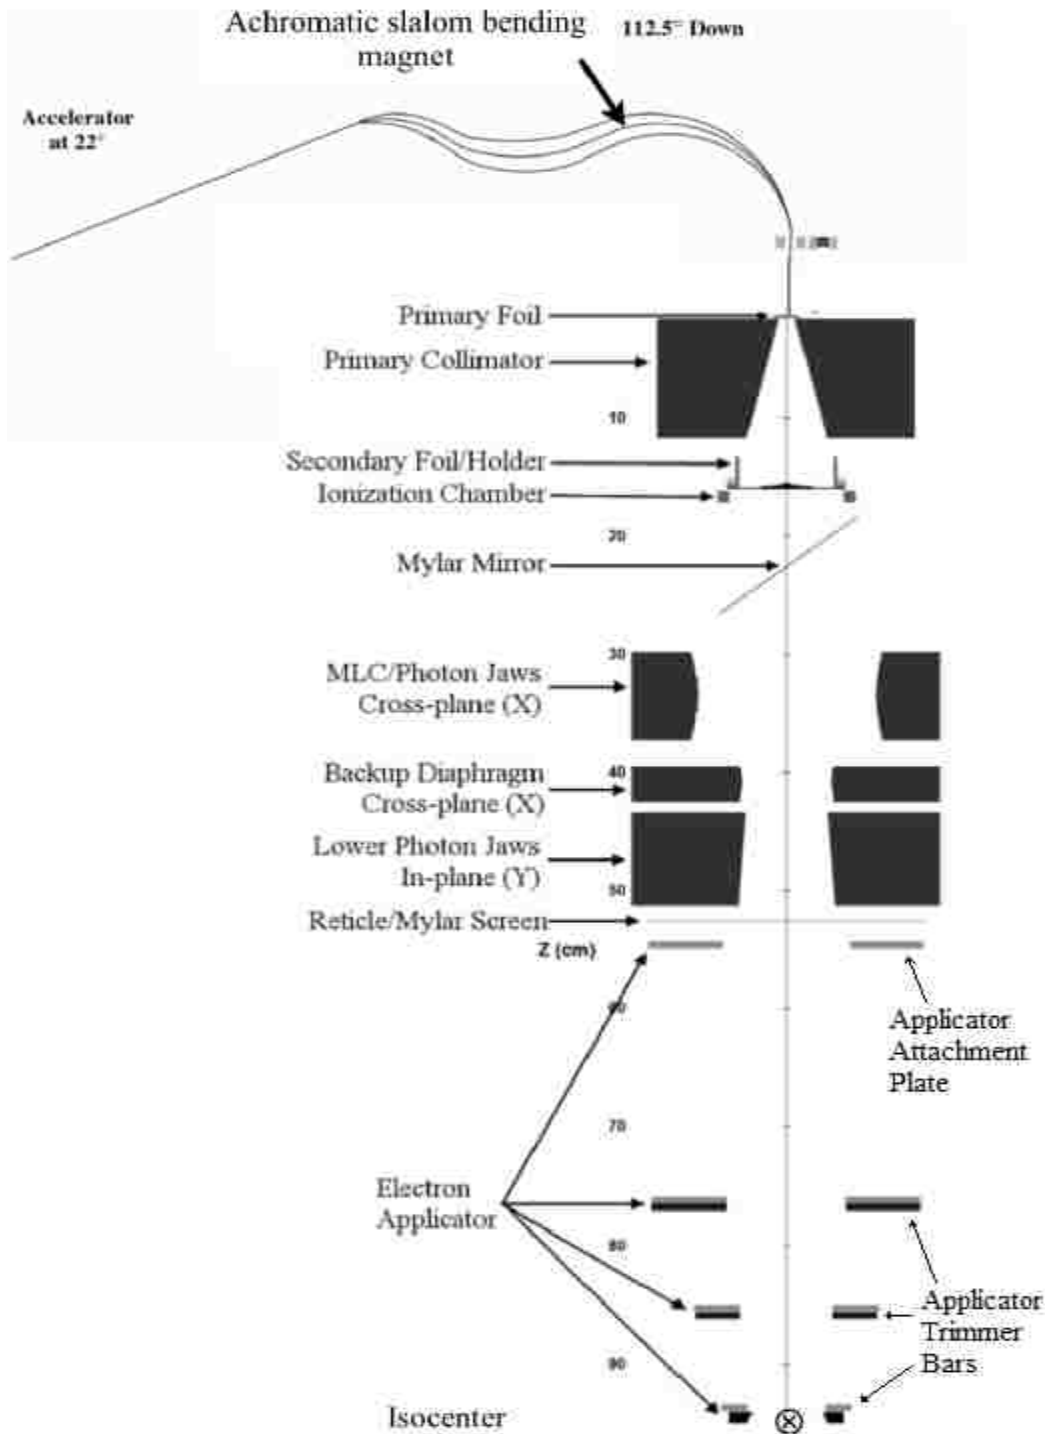 Achromatic slalom bending
magnet
112.5° Down
Accelerator
at 22°
Primary Foil
Primary Collimator
10
Secondary Foil/Holder
Ionization Chamber
20
Mylar Mirror
30
MLC/Photon Jaws
Cross-plane (X)
Backup Diaphragm
Cross-plane (X)
40
Lower Photon Jaws
In-plane (Y)
50
Reticle/Mylar Screen
Z (cm)
60
Applicator
Attachment
Plate
70
Electron
Applicator
80
Applicator
Trimmer
Bars
90
Isocenter